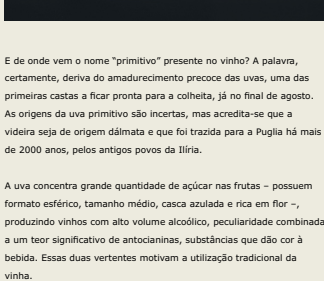 E de onde vem o nome “primitivo” presente no vinho? A palavra,
certamente, deriva do amadurecimento precoce das uvas, uma das
primeiras castas a ficar pronta para a colheita, já no final de agosto.
As origens da uva primitivo são incertas, mas acredita-se que a
videira seja de origem dálmata e que foi trazida para a Puglia há mais
de 2000 anos, pelos antigos povos da Ilíria.
A uva concentra grande quantidade de açúcar nas frutas – possuem
formato esférico, tamanho médio, casca azulada e rica em flor –,
produzindo vinhos com alto volume alcoólico, peculiaridade combinada
a um teor significativo de antocianinas, substâncias que dão cor à
bebida. Essas duas vertentes motivam a utilização tradicional da
vinha.